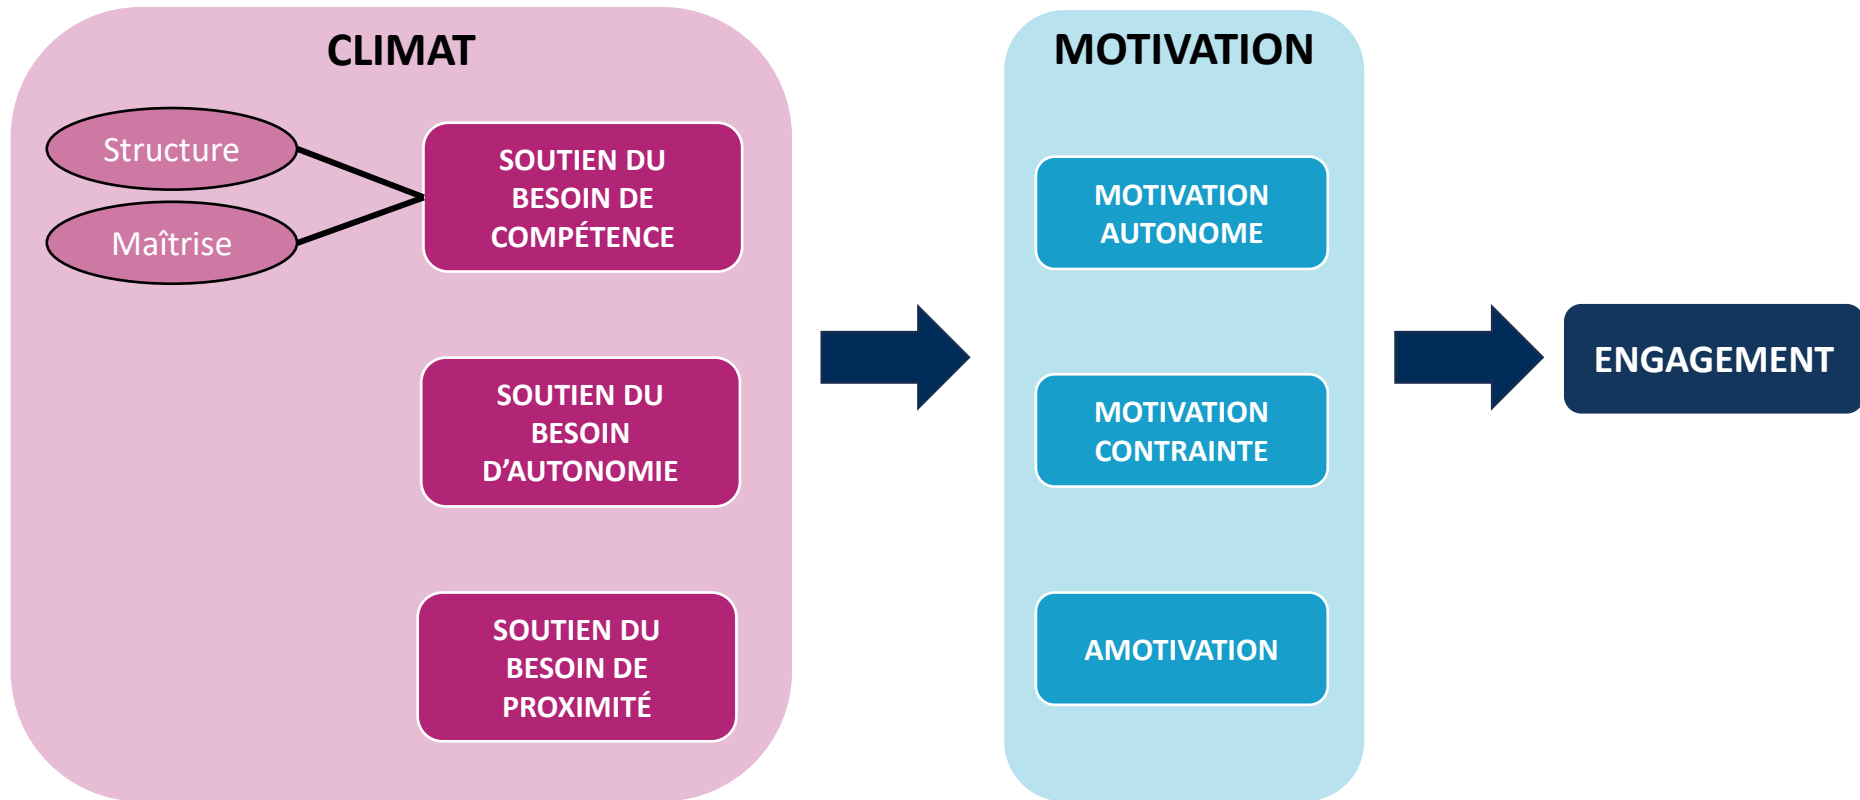 CLIMAT
Structure
Maîtrise
SOUTIEN DU
BESOIN DE
COMPÉTENCE
SOUTIEN DU
BESOIN
D’AUTONOMIE
SOUTIEN DU
BESOIN DE
PROXIMITÉ
MOTIVATION
MOTIVATION
AUTONOME
MOTIVATION
CONTRAINTE
AMOTIVATION
ENGAGEMENT